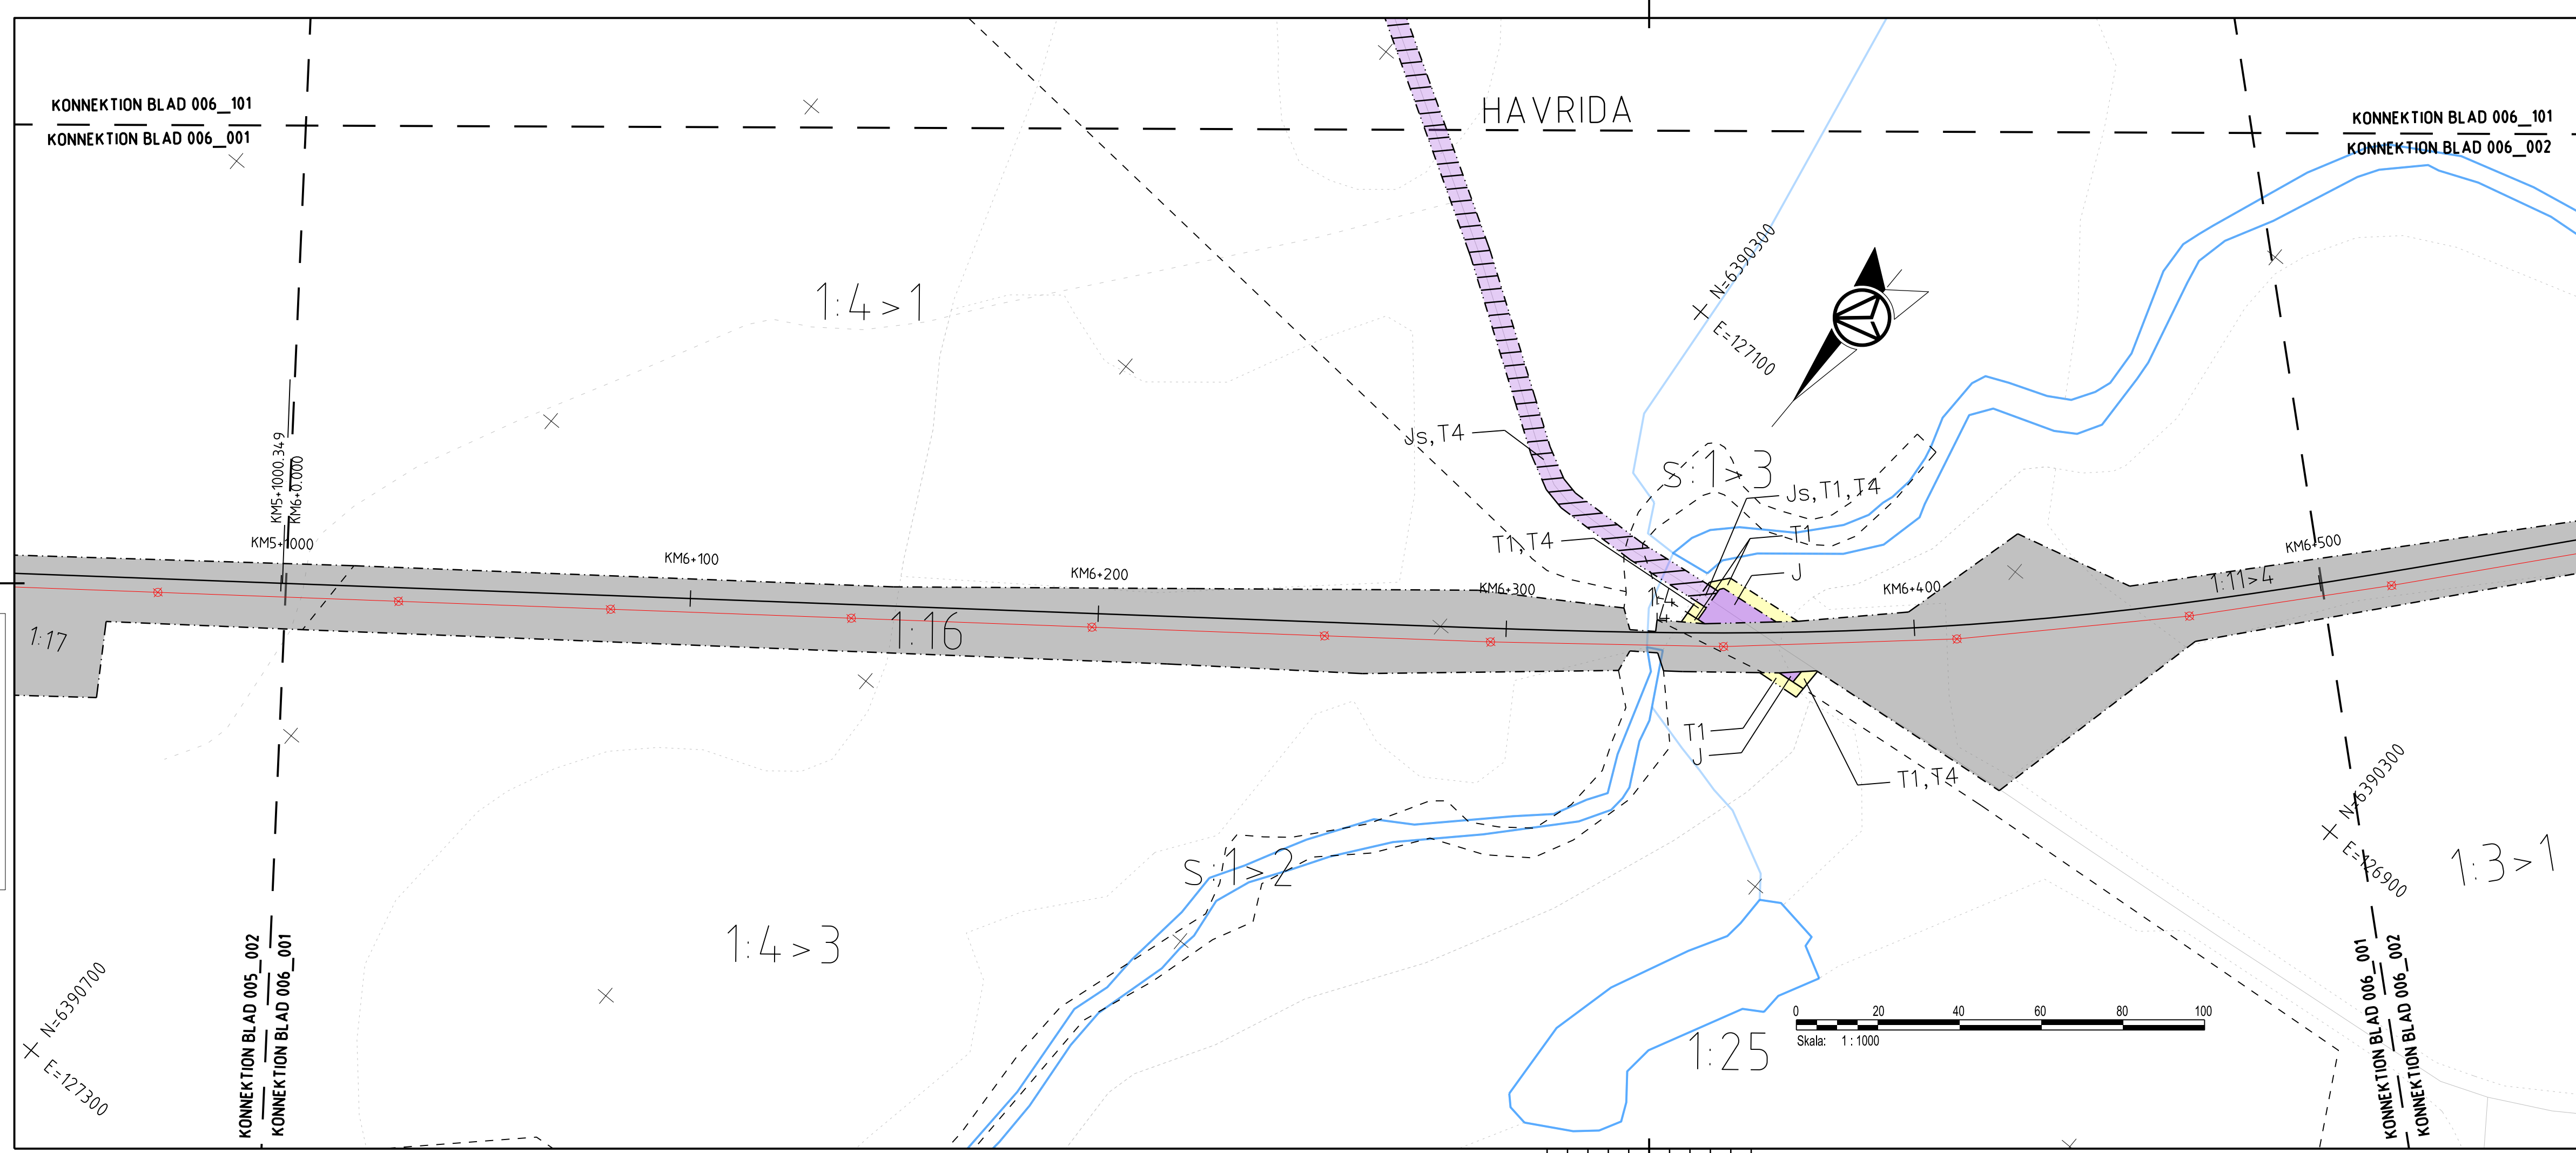 KONNEKTION BLAD 006_101
KONNEKTION BLAD 006_001
HAVRIDA
KONNEKTION BLAD 006_101
KONNEKTION BLAD 006_002
N=6390300
E=127100
1:4>1
Js,T4
S:1>3
Js,T1,T4
T1,T4
T1
J
KM5+1000.349
KM6+0.000
KM5+1000
KM6+100
KM6+200
KM6+300
KM6+400
KM6+500
1:11>4
1:17
1:16
T1
J
T1,T4
N=6390300
E=126900
1:3>1
S:1>2
1:4>3
N=6390700
E=127300
KONNEKTION BLAD 005_002
KONNEKTION BLAD 006_001
0 20 40 60 80 100
Skala: 1 : 1000
1:25
KONNEKTION BLAD 006_001
KONNEKTION BLAD 006_002